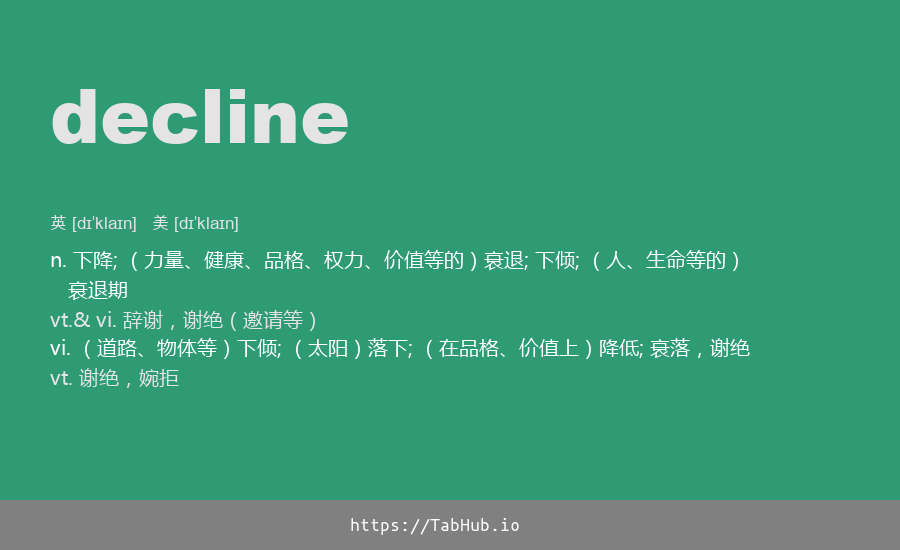 decline
英 [dɪˈklaɪn] 美 [dɪˈklaɪn]
n. 下降; （力量、健康、品格、权力、价值等的）衰退; 下倾; （人、生命等的）
衰退期
vt.& vi. 辞谢，谢绝（邀请等）
vi. （道路、物体等）下倾; （太阳）落下; （在品格、价值上）降低; 衰落，谢绝
vt. 谢绝，婉拒
https://TabHub.io